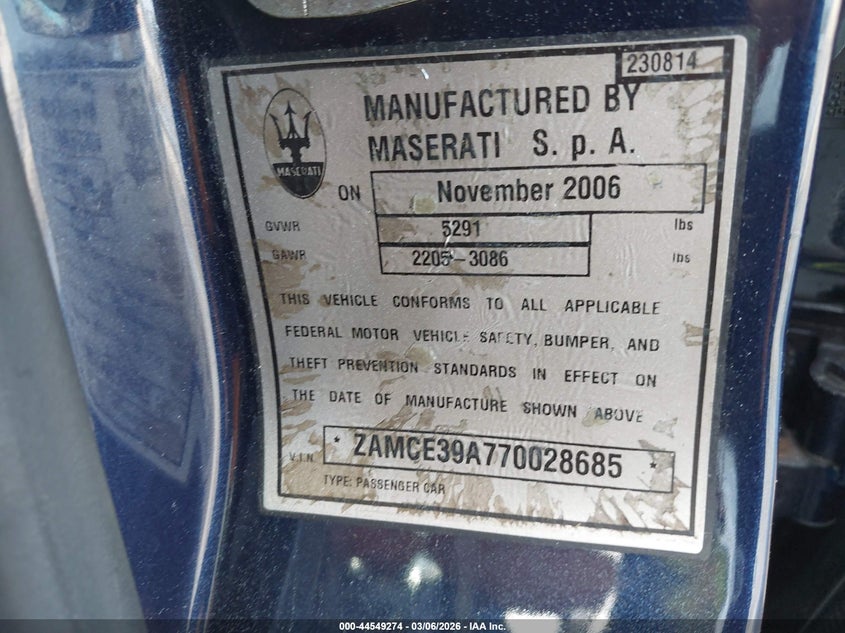 230814
MANUFACTURED BY
MASERATI S. p. A.
MASERATI
ON November 2006
GVWR 5291 lbs
GAWR 2205-3086 lbs
THIS VEHICLE CONFORMS TO ALL APPLICABLE
FEDERAL MOTOR VEHICLE SAFETY, BUMPER, AND
THEFT PREVENTION STANDARDS IN EFFECT ON
THE DATE OF MANUFACTURE SHOWN ABOVE
V.I.N. * ZAMCE39A770028685 *
TYPE: PASSENGER CAR
000-44549274 - 03/06/2026 - IAA Inc.